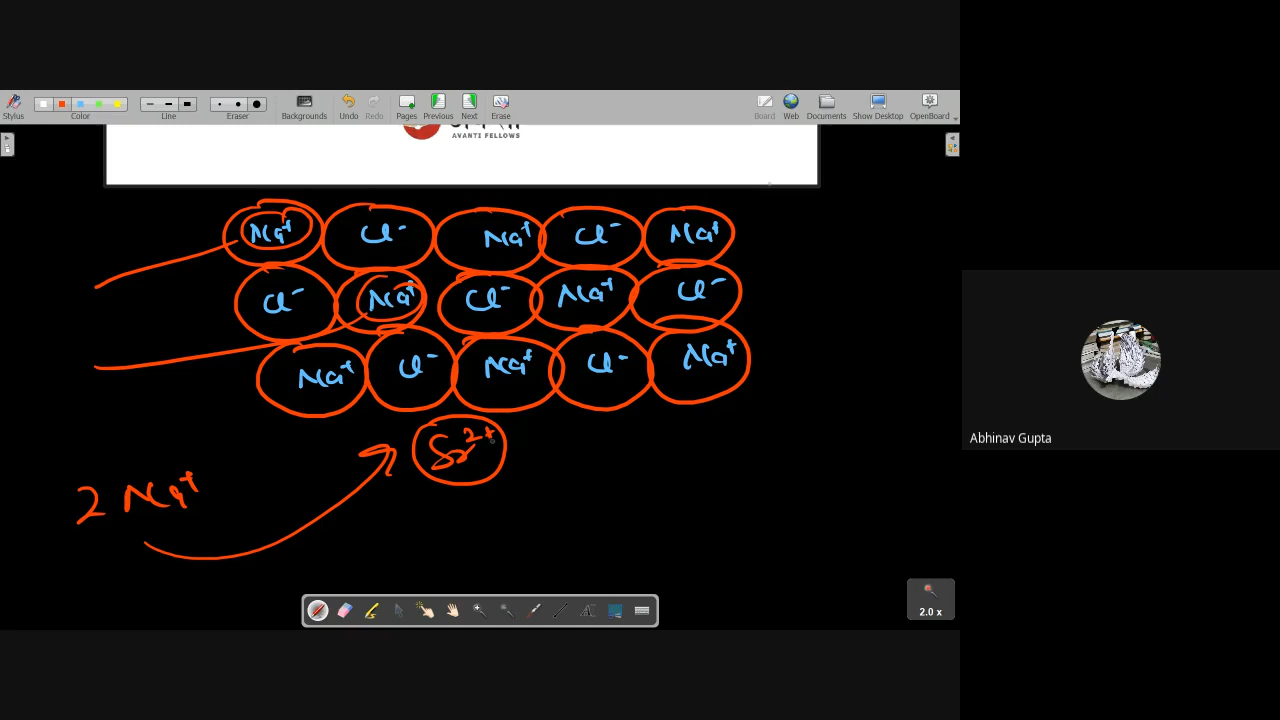 Stylus Color Line Eraser Backgrounds Undo Redo Pages Previous Next Erase Board Web Documents Show Desktop OpenBoard
AVANTI FELLOWS
Na+ Cl- Na+ Cl- Na+
Cl- Na+ Cl- Na+ Cl-
Na+ Cl- Na+ Cl- Na+
Sr2+
2 Na+
Abhinav Gupta
2.0 x